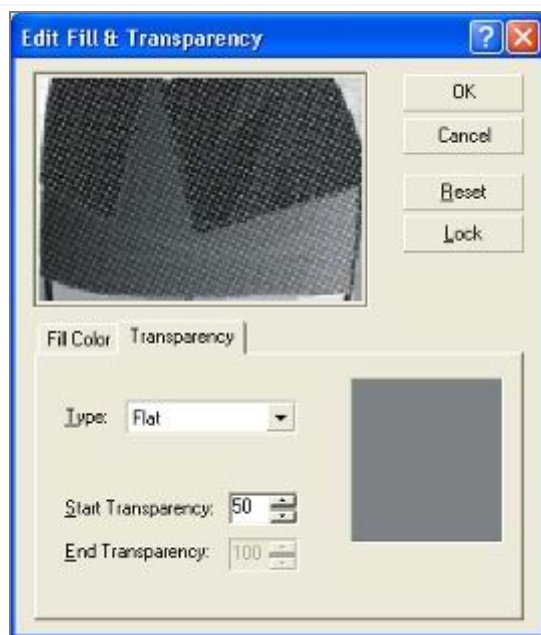 Edit Fill & Transparency
OK
Cancel
Reset
Lock
Fill Color
Transparency
Type: Flat
Start Transparency: 50
End Transparency: 100